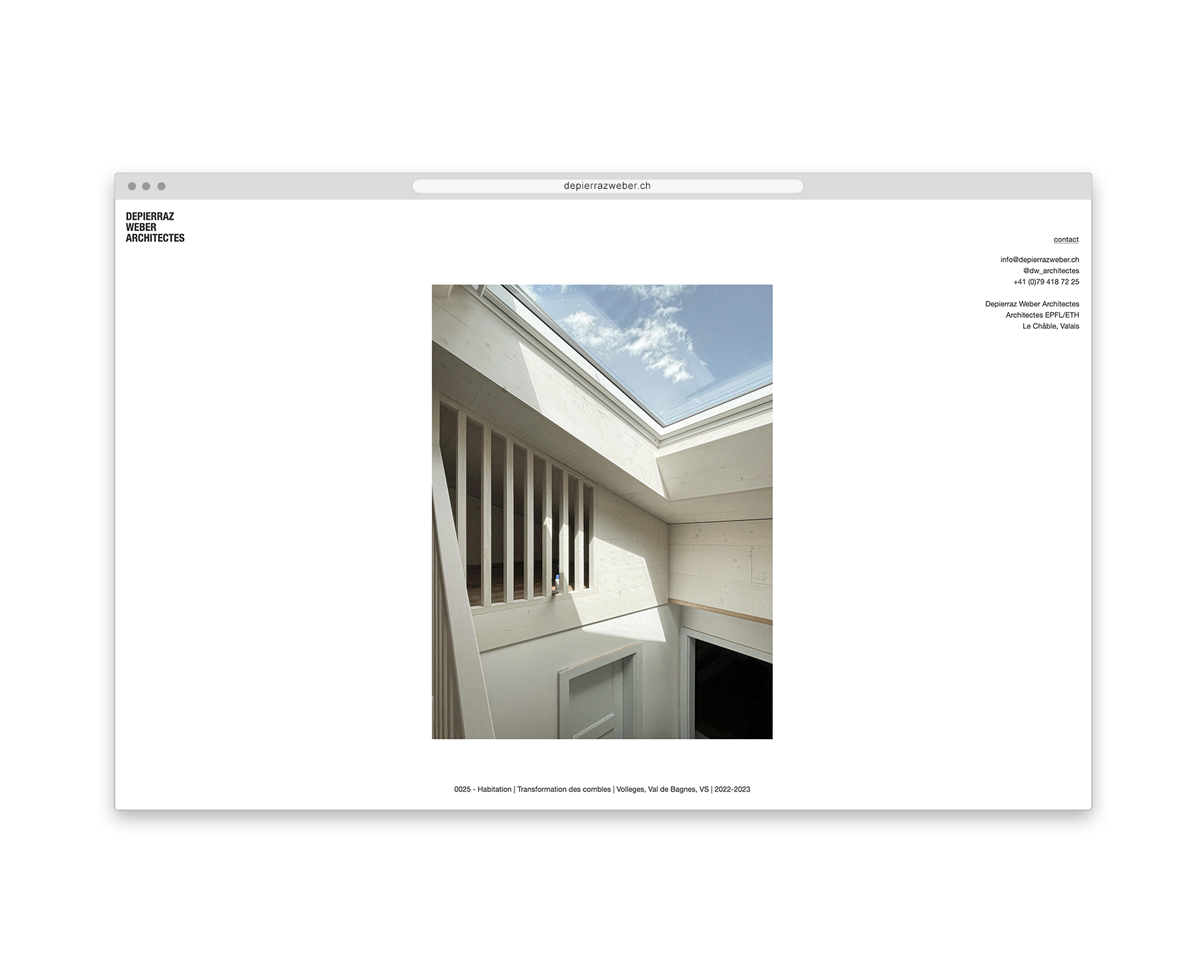 depierrazweber.ch
DEPIERRAZ
WEBER
ARCHITECTES
contact
info@depierrazweber.ch
@dw_architectes
+41 (0)79 418 72 25
Depierraz Weber Architectes
Architectes EPFL/ETH
Le Châble, Valais
0025 - Habitation | Transformation des combles | Vollèges, Val de Bagnes, VS | 2022-2023